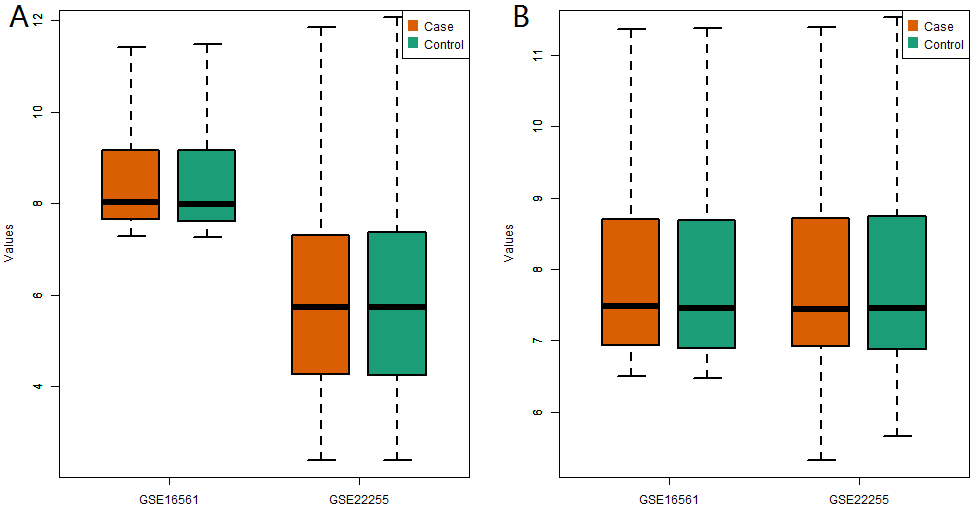 A
Values
12
10
8
6
4
Case
Control
GSE16561
GSE22255
B
Values
11
10
9
8
7
6
Case
Control
GSE16561
GSE22255